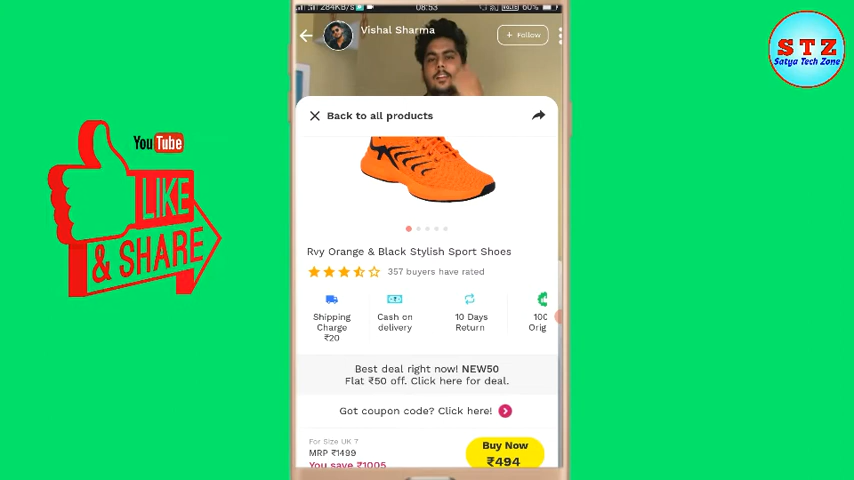 284KB/s
08:53
60%
Vishal Sharma
+ Follow
S T Z
Satya Tech Zone
× Back to all products
YouTube
LIKE
& SHARE
Rvy Orange & Black Stylish Sport Shoes
357 buyers have rated
Shipping
Charge
₹20
Cash on
delivery
10 Days
Return
100
Orig
Best deal right now! NEW50
Flat ₹50 off. Click here for deal.
Got coupon code? Click here!
For Size UK 7
MRP ₹1499
You save ₹1005
Buy Now
₹494